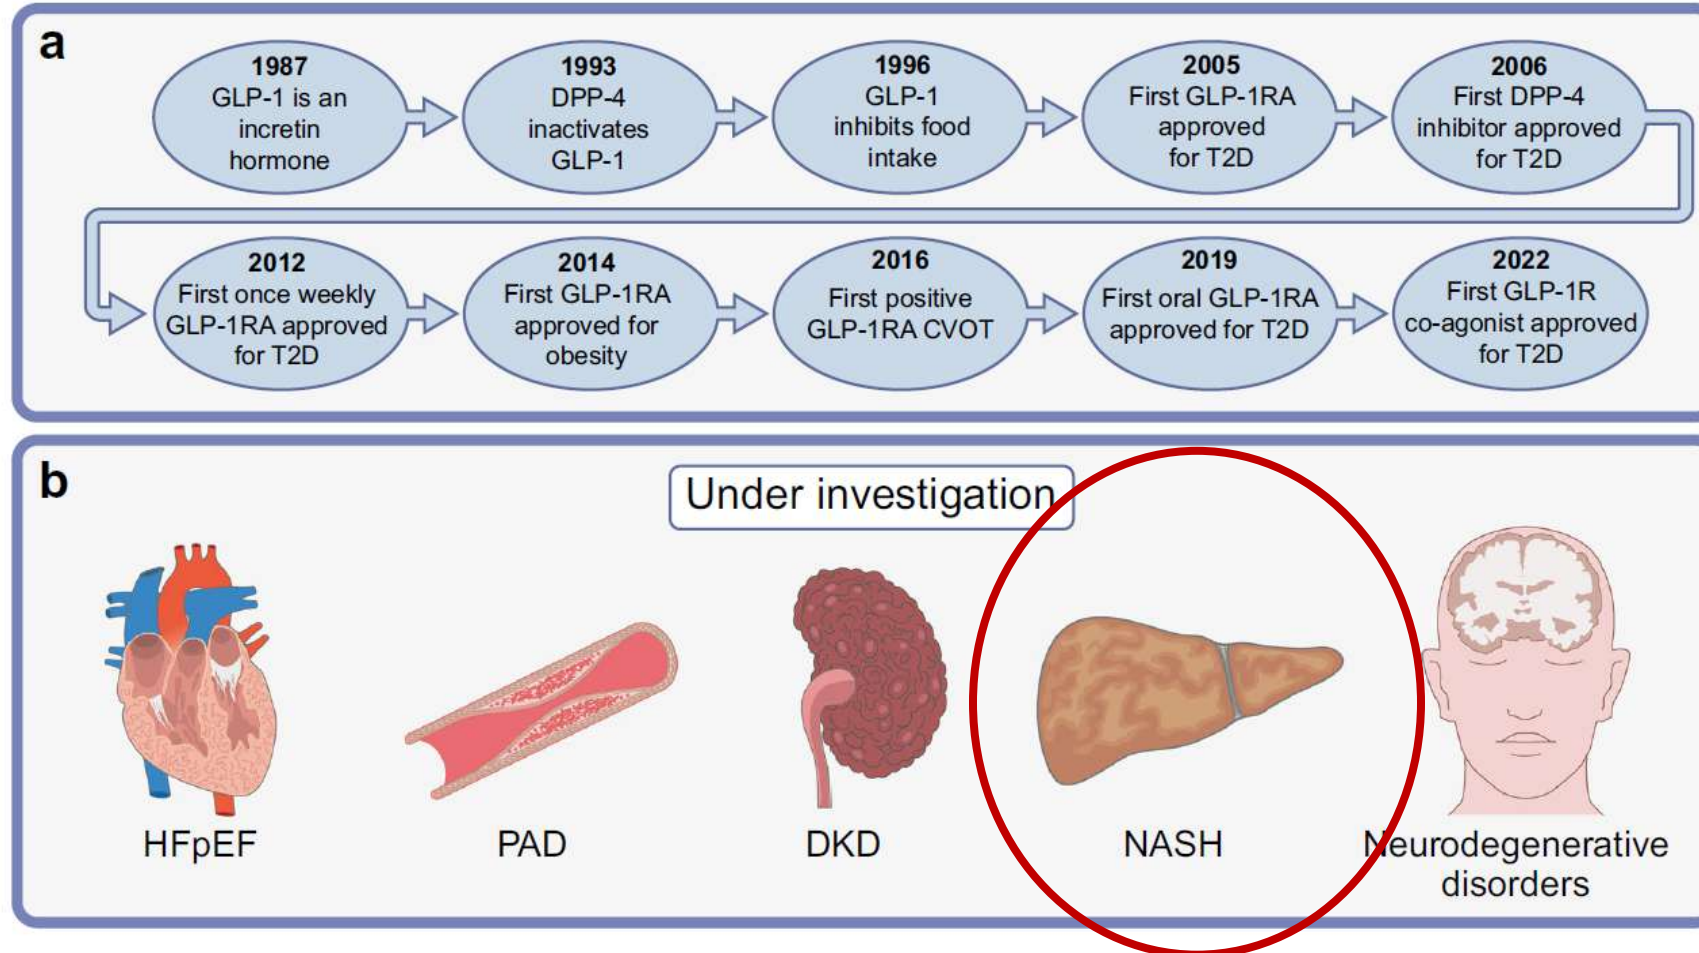 a
1987
GLP-1 is an
incretin
hormone
1993
DPP-4
inactivates
GLP-1
1996
GLP-1
inhibits food
intake
2005
First GLP-1RA
approved
for T2D
2006
First DPP-4
inhibitor approved
for T2D
2012
First once weekly
GLP-1RA approved
for T2D
2014
First GLP-1RA
approved for
obesity
2016
First positive
GLP-1RA CVOT
2019
First oral GLP-1RA
approved for T2D
2022
First GLP-1R
co-agonist approved
for T2D
b
Under investigation
HFpEF
PAD
DKD
NASH
Neurodegenerative
disorders